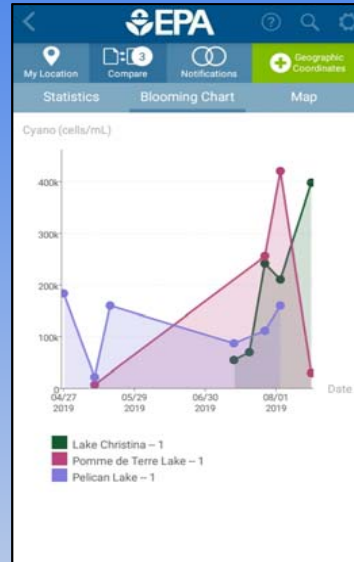 EPA
My Location
Compare
3
Notifications
Geographic
Coordinates
Statistics
Blooming Chart
Map
Cyano (cells/mL)
400k
300k
200k
100k
0
04/27
2019
05/29
2019
06/30
2019
08/01
2019
Date
Lake Christina -- 1
Pomme de Terre Lake -- 1
Pelican Lake -- 1